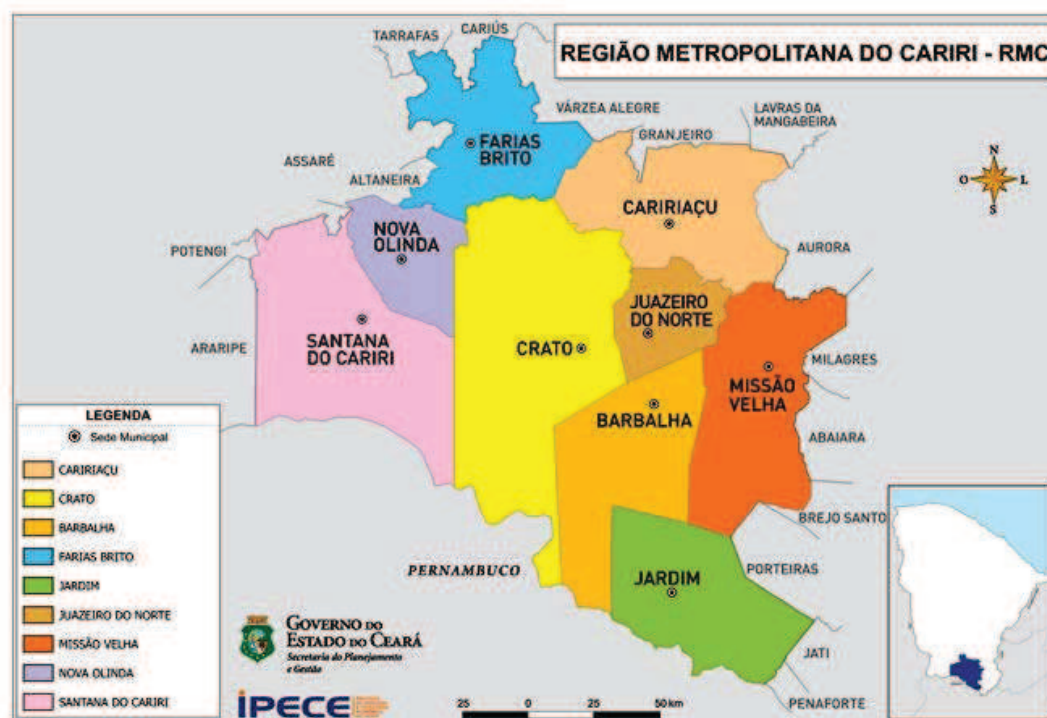 REGIÃO METROPOLITANA DO CARIRI - RMC
TARRAFAS
CARIÚS
VÁRZEA ALEGRE
LAVRAS DA
MANGABEIRA
GRANJEIRO
FARIAS
BRITO
ASSARÉ
ALTANEIRA
N
O
L
S
CARIRIAÇU
NOVA
OLINDA
POTENGI
AURORA
JUAZEIRO
DO NORTE
SANTANA
DO CARIRI
CRATO
ARARIPE
MILAGRES
MISSÃO
VELHA
BARBALHA
ABAIARA
BREJO SANTO
PERNAMBUCO
JARDIM
PORTEIRAS
JATI
PENAFORTE
LEGENDA
Sede Municipal
CARIRIAÇU
CRATO
BARBALHA
FARIAS BRITO
JARDIM
JUAZEIRO DO NORTE
MISSÃO VELHA
NOVA OLINDA
SANTANA DO CARIRI
GOVERNO DO
ESTADO DO CEARÁ
Secretaria do Planejamento
e Gestão
IPECE
25 0 25 50 km